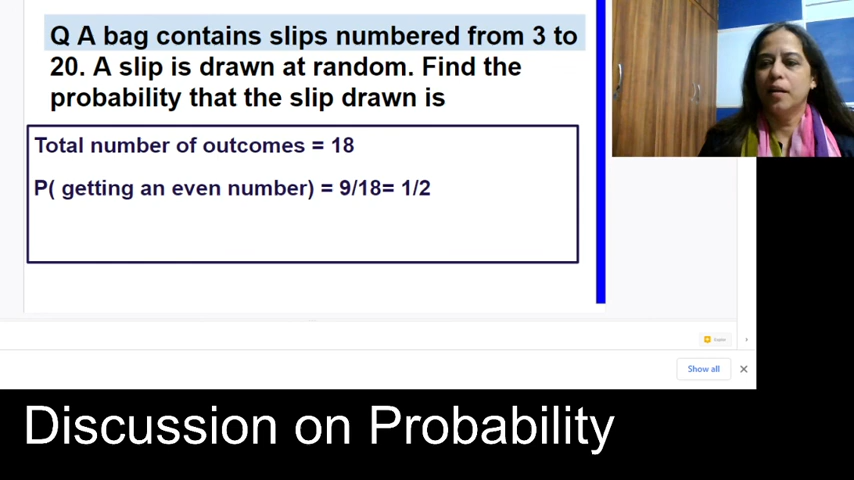 Q A bag contains slips numbered from 3 to
20. A slip is drawn at random. Find the
probability that the slip drawn is
Total number of outcomes = 18
P( getting an even number) = 9/18= 1/2
Show all
Discussion on Probability